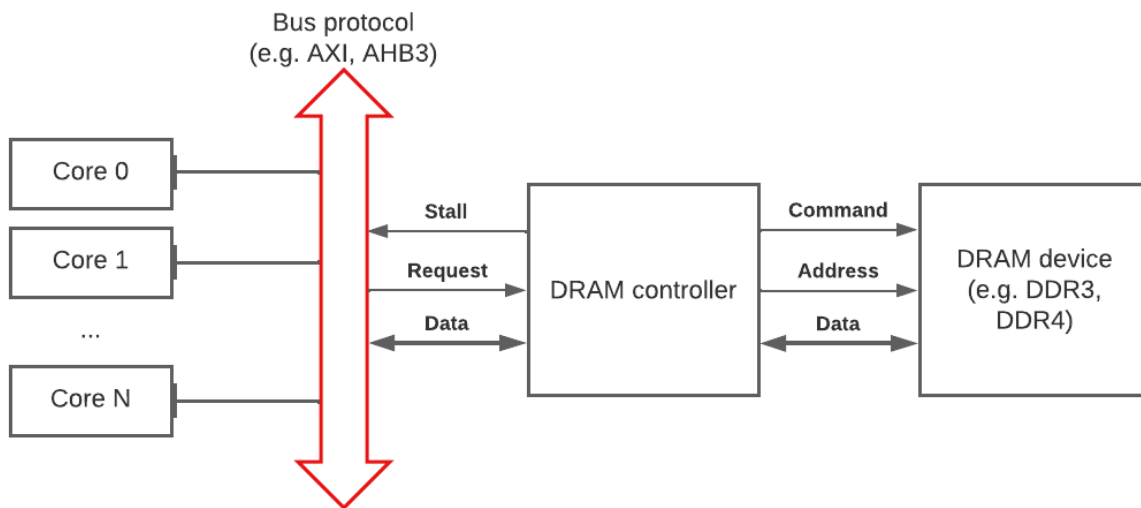 Bus protocol
(e.g. AXI, AHB3)
Core 0
Core 1
...
Core N
Stall
Request
Data
DRAM controller
Command
Address
Data
DRAM device
(e.g. DDR3,
DDR4)